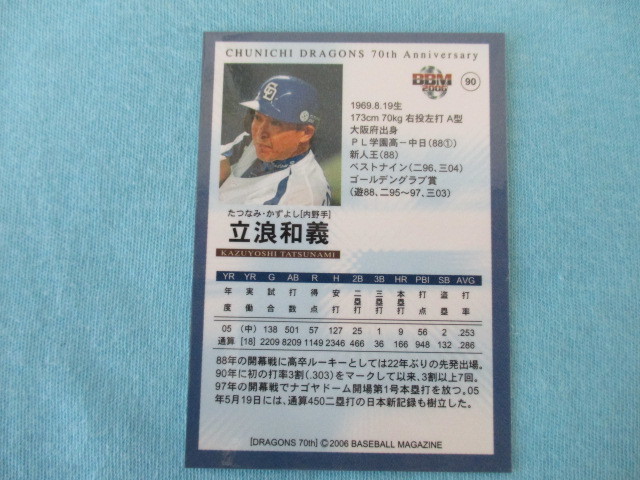 CHUNICHI DRAGONS 70th Anniversary
BBM
2006
90
1969.8.19生
173cm 70kg 右投左打 A型
大阪府出身
ＰＬ学園高－中日(88①)
新人王(88)
ベストナイン(二96、三04)
ゴールデングラブ賞
(遊88、二95～97、三03)
たつなみ・かずよし[内野手]
立浪和義
KAZUYOSHI TATSUNAMI
YR YR G AB R H 2B 3B HR PBI SB AVG
年度 実働 試合 打数 得点 安打 二塁打 三塁打 本塁打 打点 盗塁 打率
05 (中) 138 501 57 127 25 1 9 56 2 .253
通算 [18] 2209 8209 1149 2346 466 36 166 948 132 .286
88年の開幕戦に高卒ルーキーとしては22年ぶりの先発出場。
90年に初の打率3割(.303)をマークして以来、3割以上7回。
97年の開幕戦でナゴヤドーム開場第1号本塁打を放つ。05
年5月19日には、通算450二塁打の日本新記録も樹立した。
[DRAGONS 70th] ©2006 BASEBALL MAGAZINE